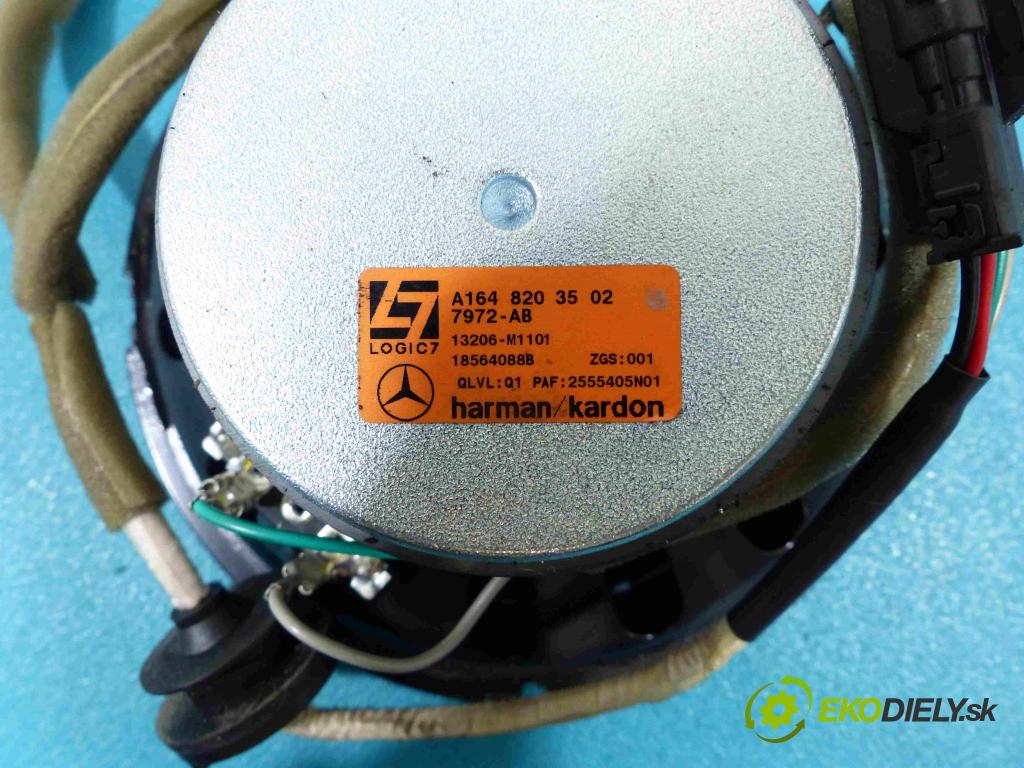 A164 820 35 02
7972-AB
LOGIC7
13206-M1101
18564088B ZGS:001
QLVL:Q1 PAF:2555405N01
harman/kardon
EKODIELY.sk